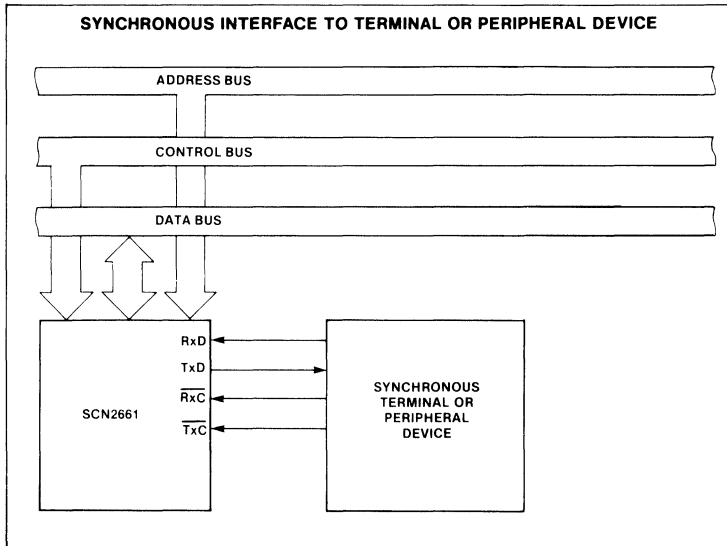 SYNCHRONOUS INTERFACE TO TERMINAL OR PERIPHERAL DEVICE
ADDRESS BUS
CONTROL BUS
DATA BUS
RxD
TxD
RxC
TxC
SCN2661
SYNCHRONOUS
TERMINAL OR
PERIPHERAL
DEVICE